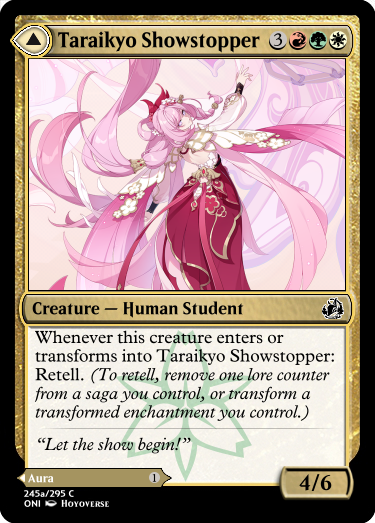 Taraikyo Showstopper 3
Creature — Human Student
Whenever this creature enters or
transforms into Taraikyo Showstopper:
Retell. (To retell, remove one lore counter
from a saga you control, or transform a
transformed enchantment you control.)
“Let the show begin!”
Aura 1
4/6
245a/295 C
ONI Hoyoverse